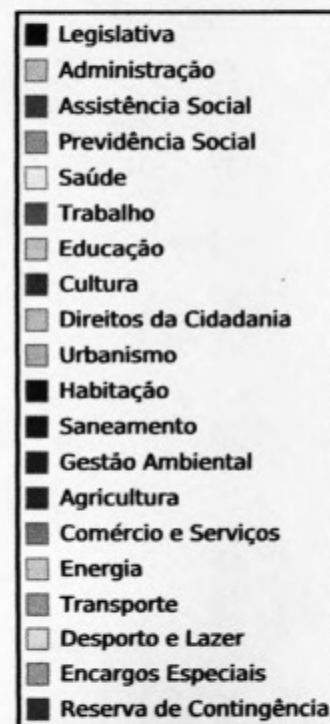 Legislativa
Administração
Assistência Social
Previdência Social
Saúde
Trabalho
Educação
Cultura
Direitos da Cidadania
Urbanismo
Habitação
Saneamento
Gestão Ambiental
Agricultura
Comércio e Serviços
Energia
Transporte
Desporto e Lazer
Encargos Especiais
Reserva de Contingência